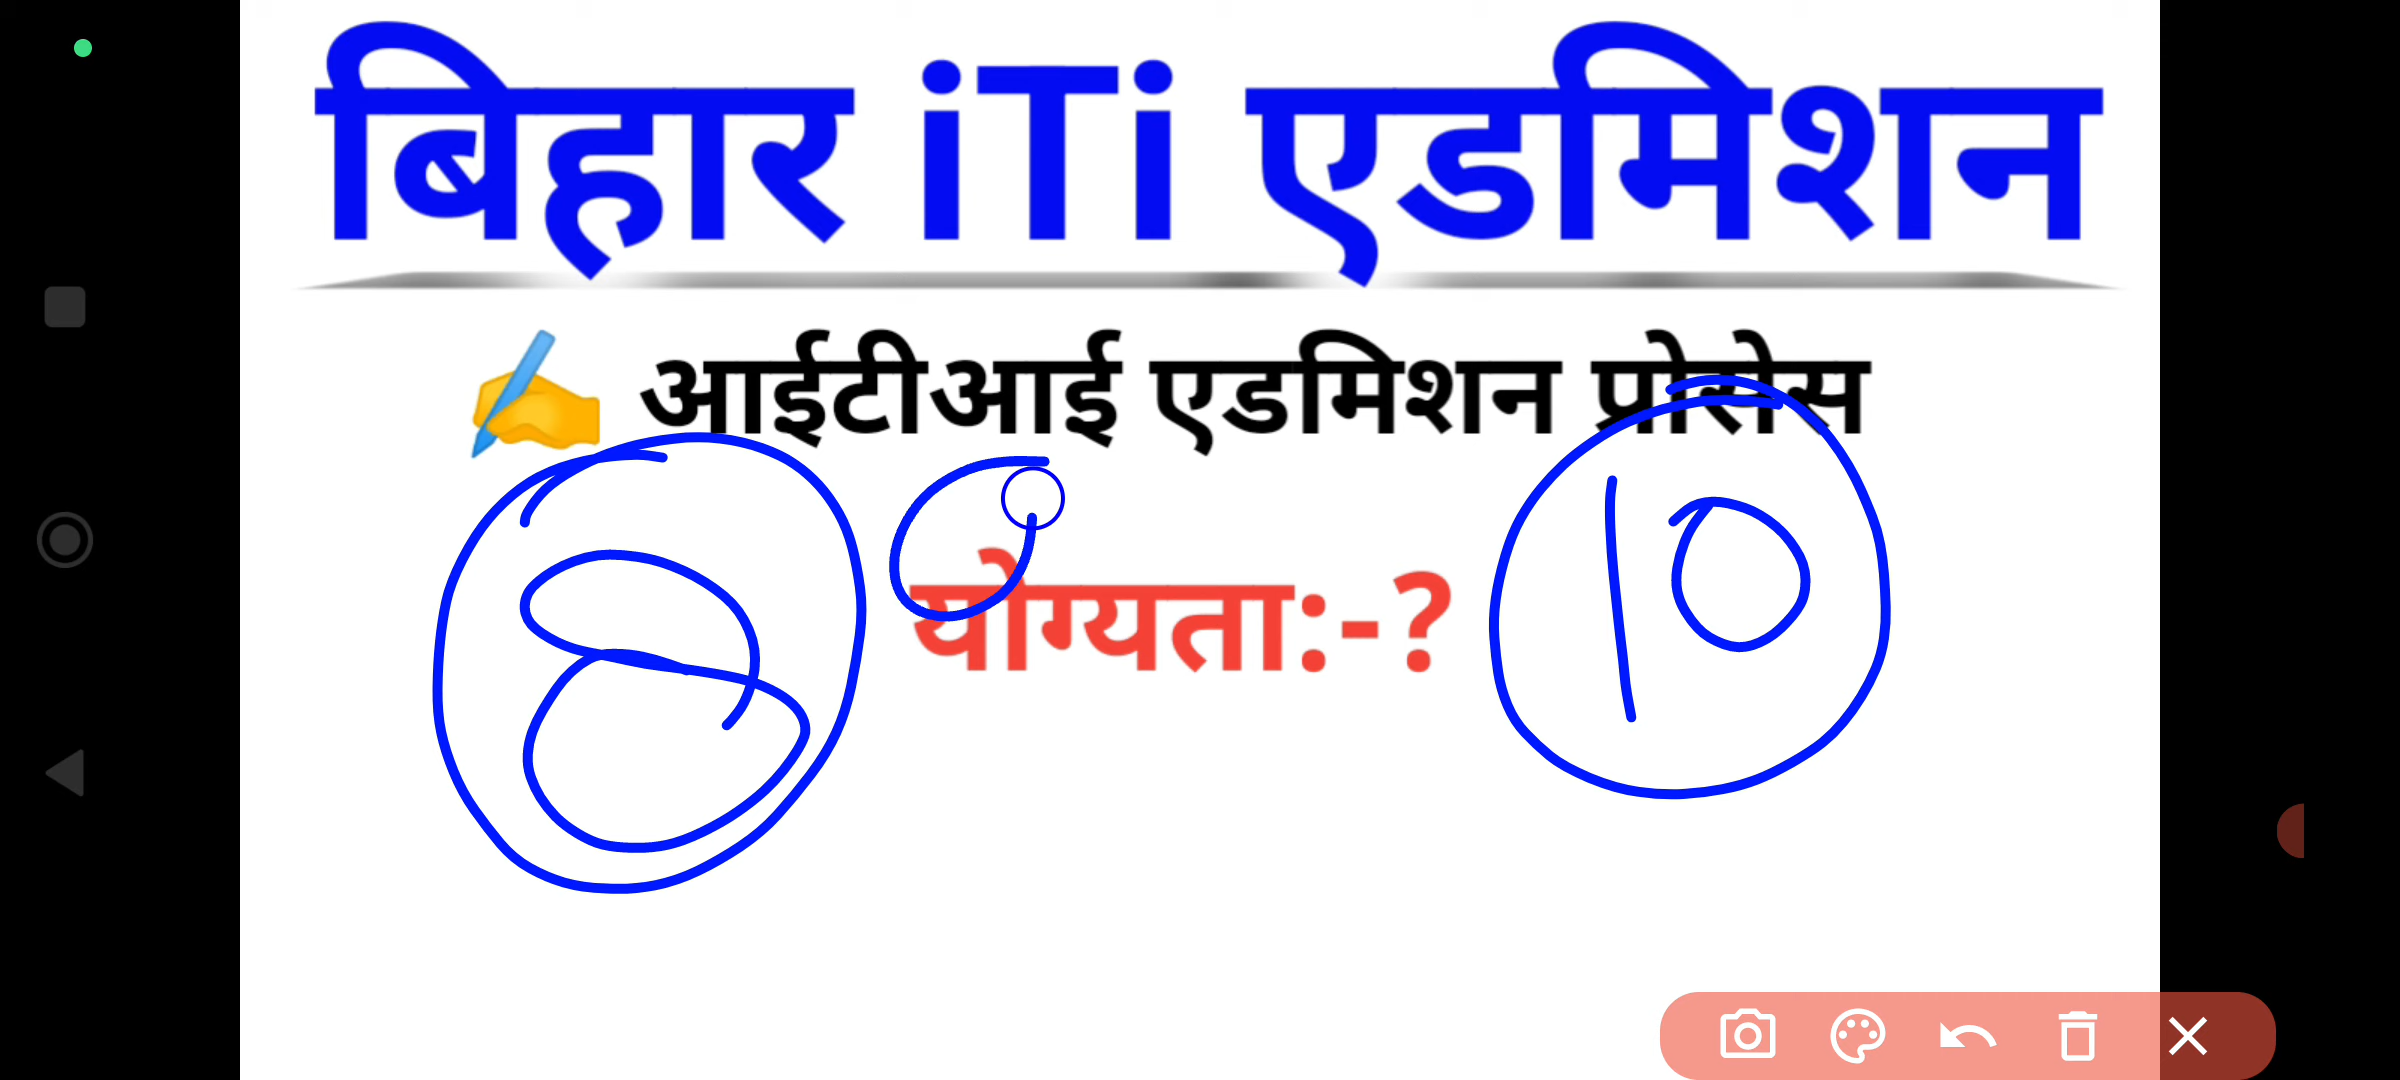 बिहार iTi एडमिशन
✍️ आईटीआई एडमिशन प्रोसेस
8 10
योग्यता:-?